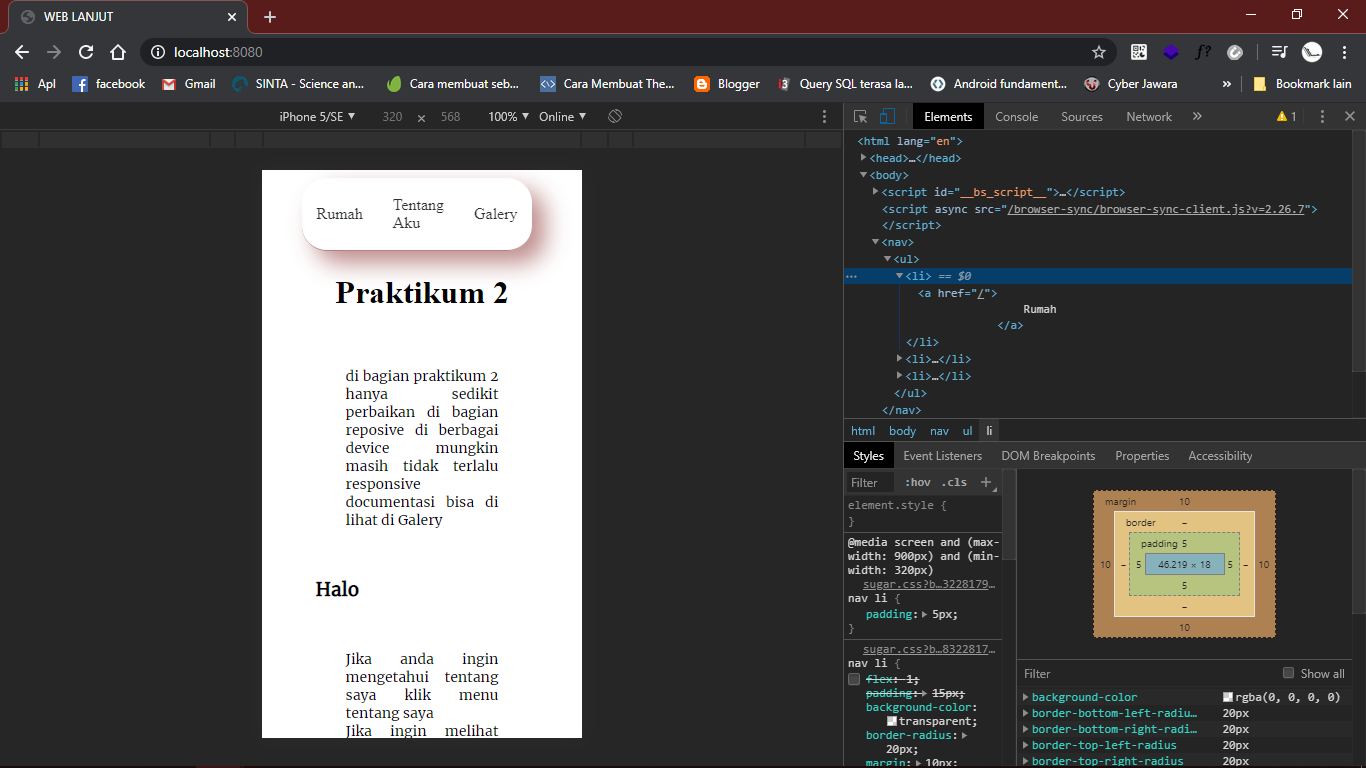 WEB LANJUT
localhost:8080
Apl
facebook
Gmail
SINTA - Science an...
Cara membuat seb...
Cara Membuat The...
Blogger
Query SQL terasa la...
Android fundament...
Cyber Jawara
»
Bookmark lain
iPhone 5/SE ▼ 320 × 568 100% ▼ Online ▼
Elements Console Sources Network » 1
Rumah
Tentang
Aku
Galery
Praktikum 2
di bagian praktikum 2
hanya sedikit
perbaikan di bagian
reposive di berbagai
device mungkin
masih tidak terlalu
responsive
documentasi bisa di
lihat di Galery
Halo
Jika anda ingin
mengetahui tentang
saya klik menu
tentang saya
Jika ingin melihat
<html lang="en">
<head>…</head>
<body>
<script id="__bs_script__">…</script>
<script async src="/browser-sync/browser-sync-client.js?v=2.26.7">
</script>
<nav>
<ul>
<li> == $0
<a href="/">
Rumah
</a>
</li>
<li>…</li>
<li>…</li>
</ul>
</nav>
html body nav ul li
Styles Event Listeners DOM Breakpoints Properties Accessibility
Filter :hov .cls +
element.style {
}
@media screen and (max-
width: 900px) and (min-
width: 320px)
sugar.css?b…3228179…
nav li {
padding: 5px;
}
sugar.css?b…8322817…
nav li {
flex: 1;
padding: 15px;
background-color:
transparent;
border-radius:
20px;
margin: 10px;
margin 10
border –
padding 5
10 – 5 46.219 × 18 5 – 10
5
–
10
Filter Show all
background-color rgba(0, 0, 0, 0)
border-bottom-left-radiu… 20px
border-bottom-right-radi… 20px
border-top-left-radius 20px
border-top-right-radius 20px